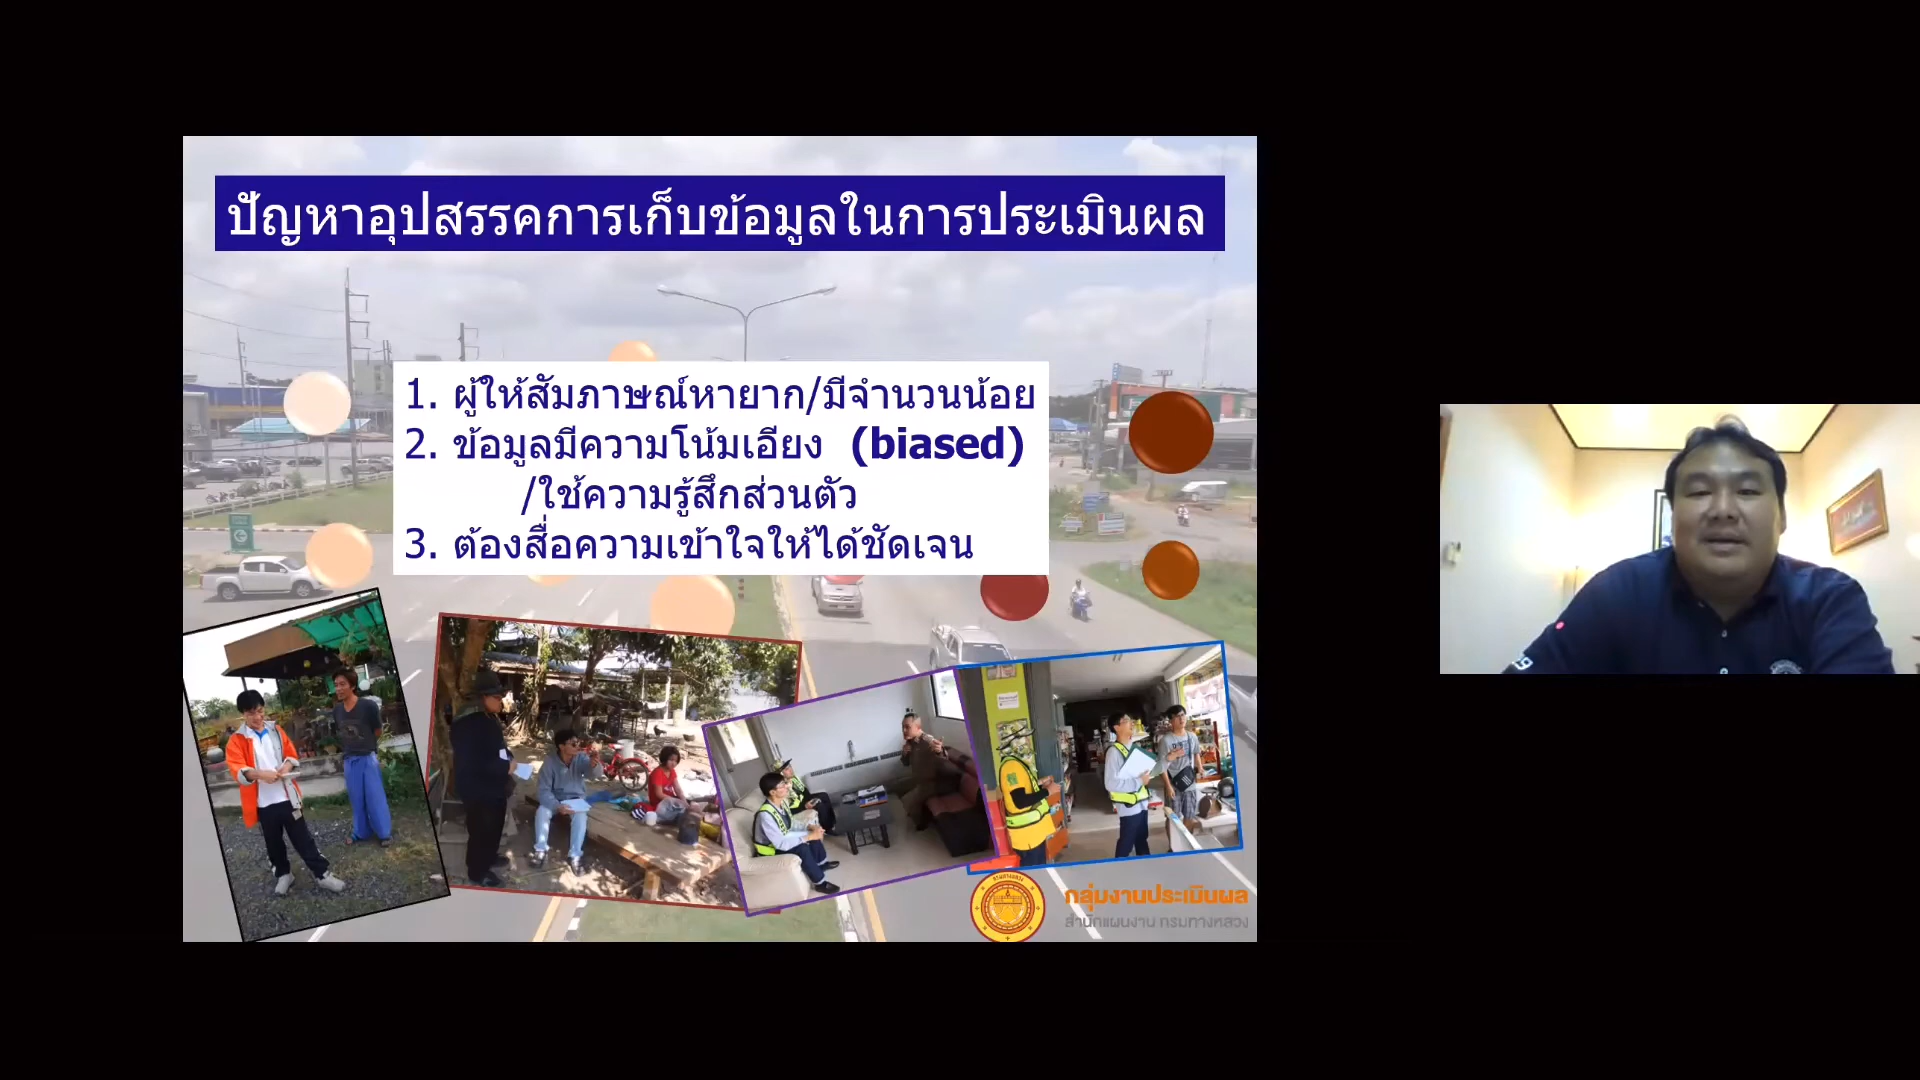 ปัญหาอุปสรรคการเก็บข้อมูลในการประเมินผล
1. ผู้ให้สัมภาษณ์หายาก/มีจำนวนน้อย
2. ข้อมูลมีความโน้มเอียง (biased)
/ใช้ความรู้สึกส่วนตัว
3. ต้องสื่อความเข้าใจให้ได้ชัดเจน
กลุ่มงานประเมินผล
สำนักแผนงาน กรมทางหลวง